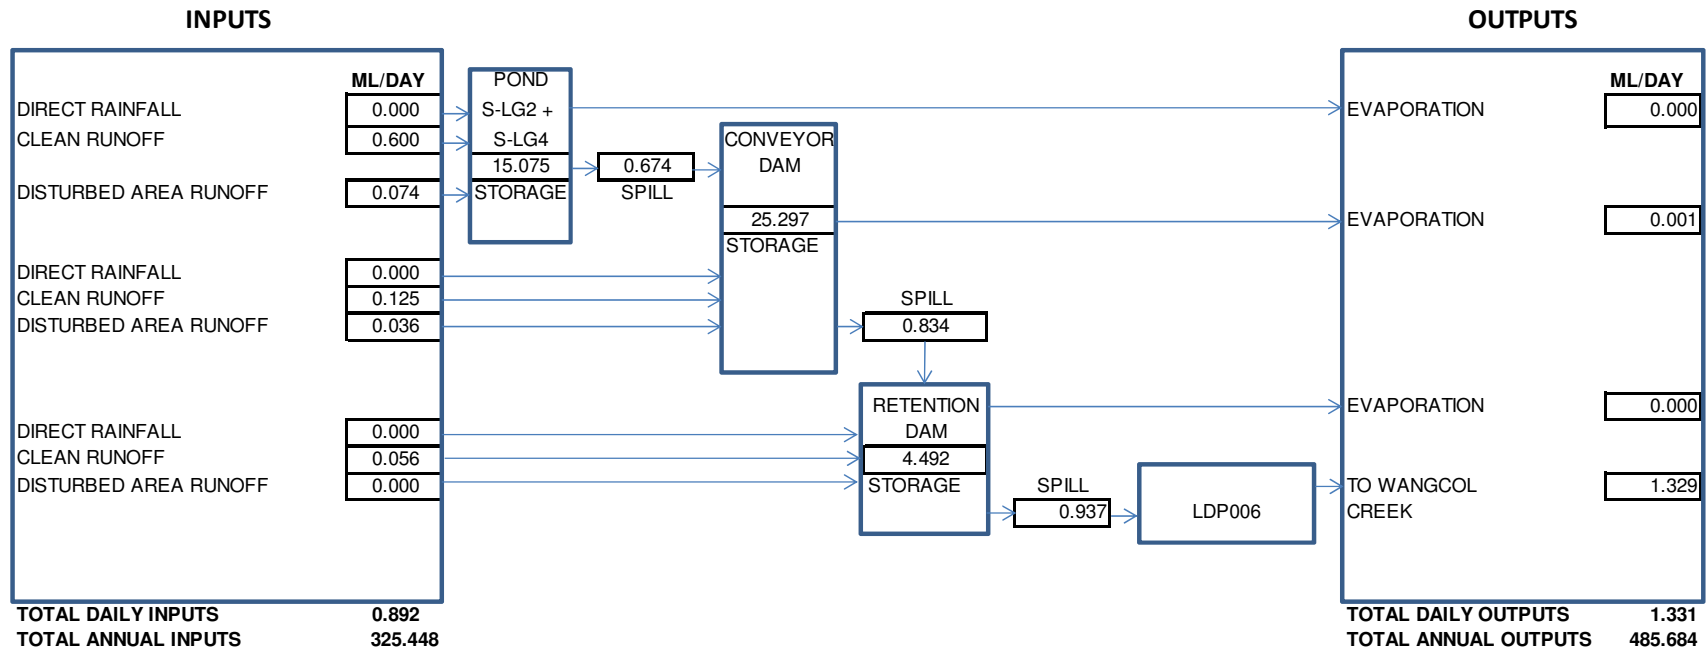 INPUTS
OUTPUTS
ML/DAY
DIRECT RAINFALL 0.000
CLEAN RUNOFF 0.600
DISTURBED AREA RUNOFF 0.074
DIRECT RAINFALL 0.000
CLEAN RUNOFF 0.125
DISTURBED AREA RUNOFF 0.036
DIRECT RAINFALL 0.000
CLEAN RUNOFF 0.056
DISTURBED AREA RUNOFF 0.000
TOTAL DAILY INPUTS 0.892
TOTAL ANNUAL INPUTS 325.448
POND
S-LG2 +
S-LG4
15.075
STORAGE
0.674
SPILL
CONVEYOR
DAM
25.297
STORAGE
SPILL
0.834
RETENTION
DAM
4.492
STORAGE
SPILL
0.937
LDP006
ML/DAY
EVAPORATION 0.000
EVAPORATION 0.001
EVAPORATION 0.000
TO WANGCOL 1.329
CREEK
TOTAL DAILY OUTPUTS 1.331
TOTAL ANNUAL OUTPUTS 485.684